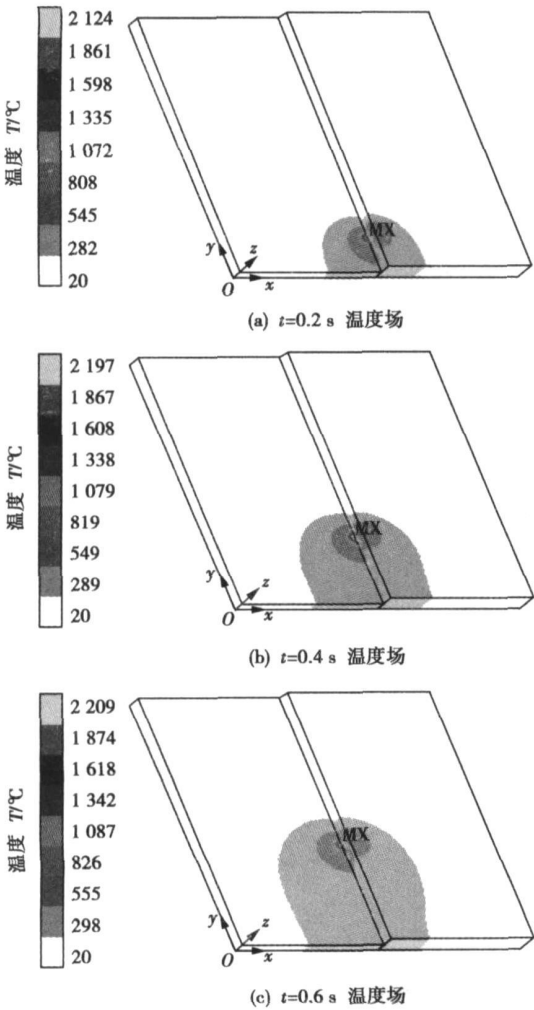 温度 T/℃
2 124
1 861
1 598
1 335
1 072
808
545
282
20
MX
y
z
O
x
(a) t=0.2 s 温度场
温度 T/℃
2 197
1 867
1 608
1 338
1 079
819
549
289
20
MX
y
z
O
x
(b) t=0.4 s 温度场
温度 T/℃
2 209
1 874
1 618
1 342
1 087
826
555
298
20
MX
y
z
O
x
(c) t=0.6 s 温度场